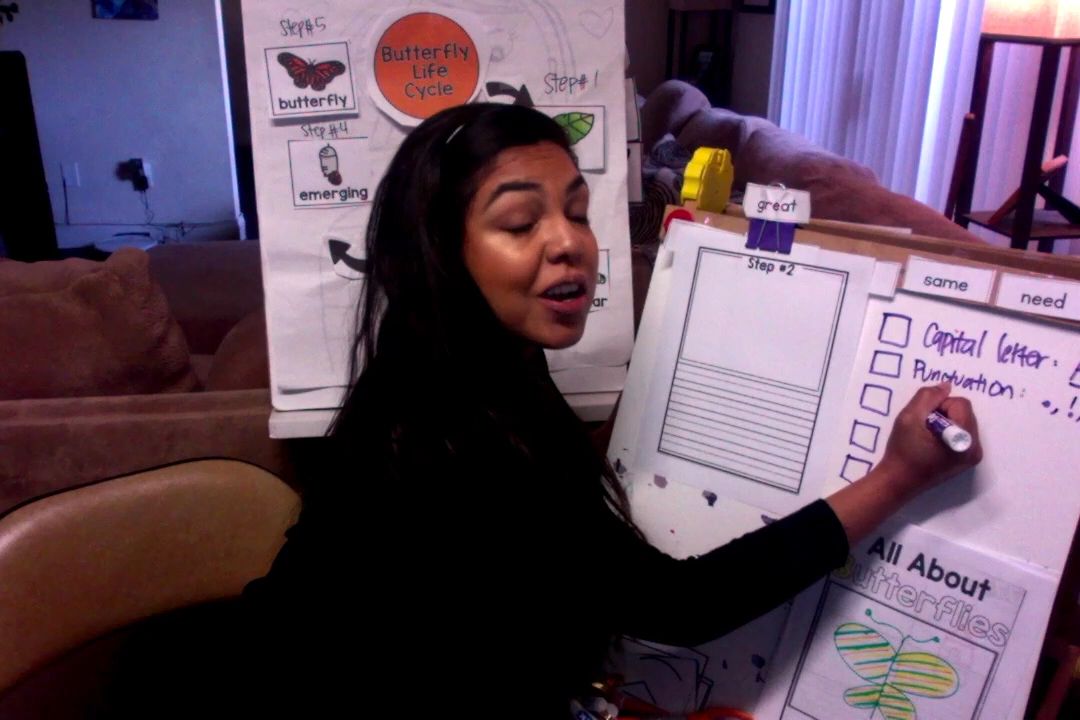 Step#5
butterfly
Butterfly
Life
Cycle
Step# 1
Step#4
emerging
great
Step #2
same
need
Capital letter:
Punctuation: . , !
All About
Butterflies